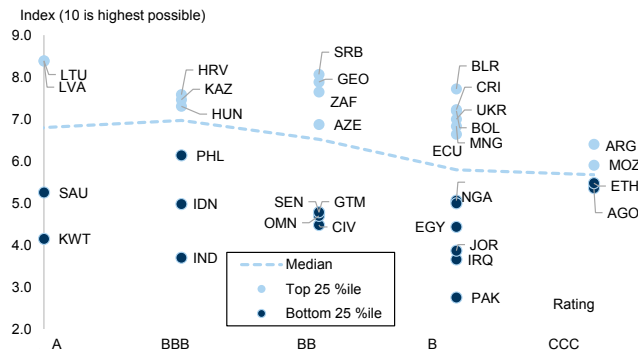 Index (10 is highest possible)
9.0
8.0
7.0
6.0
5.0
4.0
3.0
2.0
LTU
LVA
SAU
KWT
HRV
KAZ
HUN
PHL
IDN
IND
SRB
GEO
ZAF
AZE
SEN
GTM
OMN
CIV
BLR
CRI
UKR
BOL
MNG
ECU
NGA
EGY
JOR
IRQ
PAK
ARG
MOZ
ETH
AGO
Median
Top 25 %ile
Bottom 25 %ile
Rating
A
BBB
BB
B
CCC